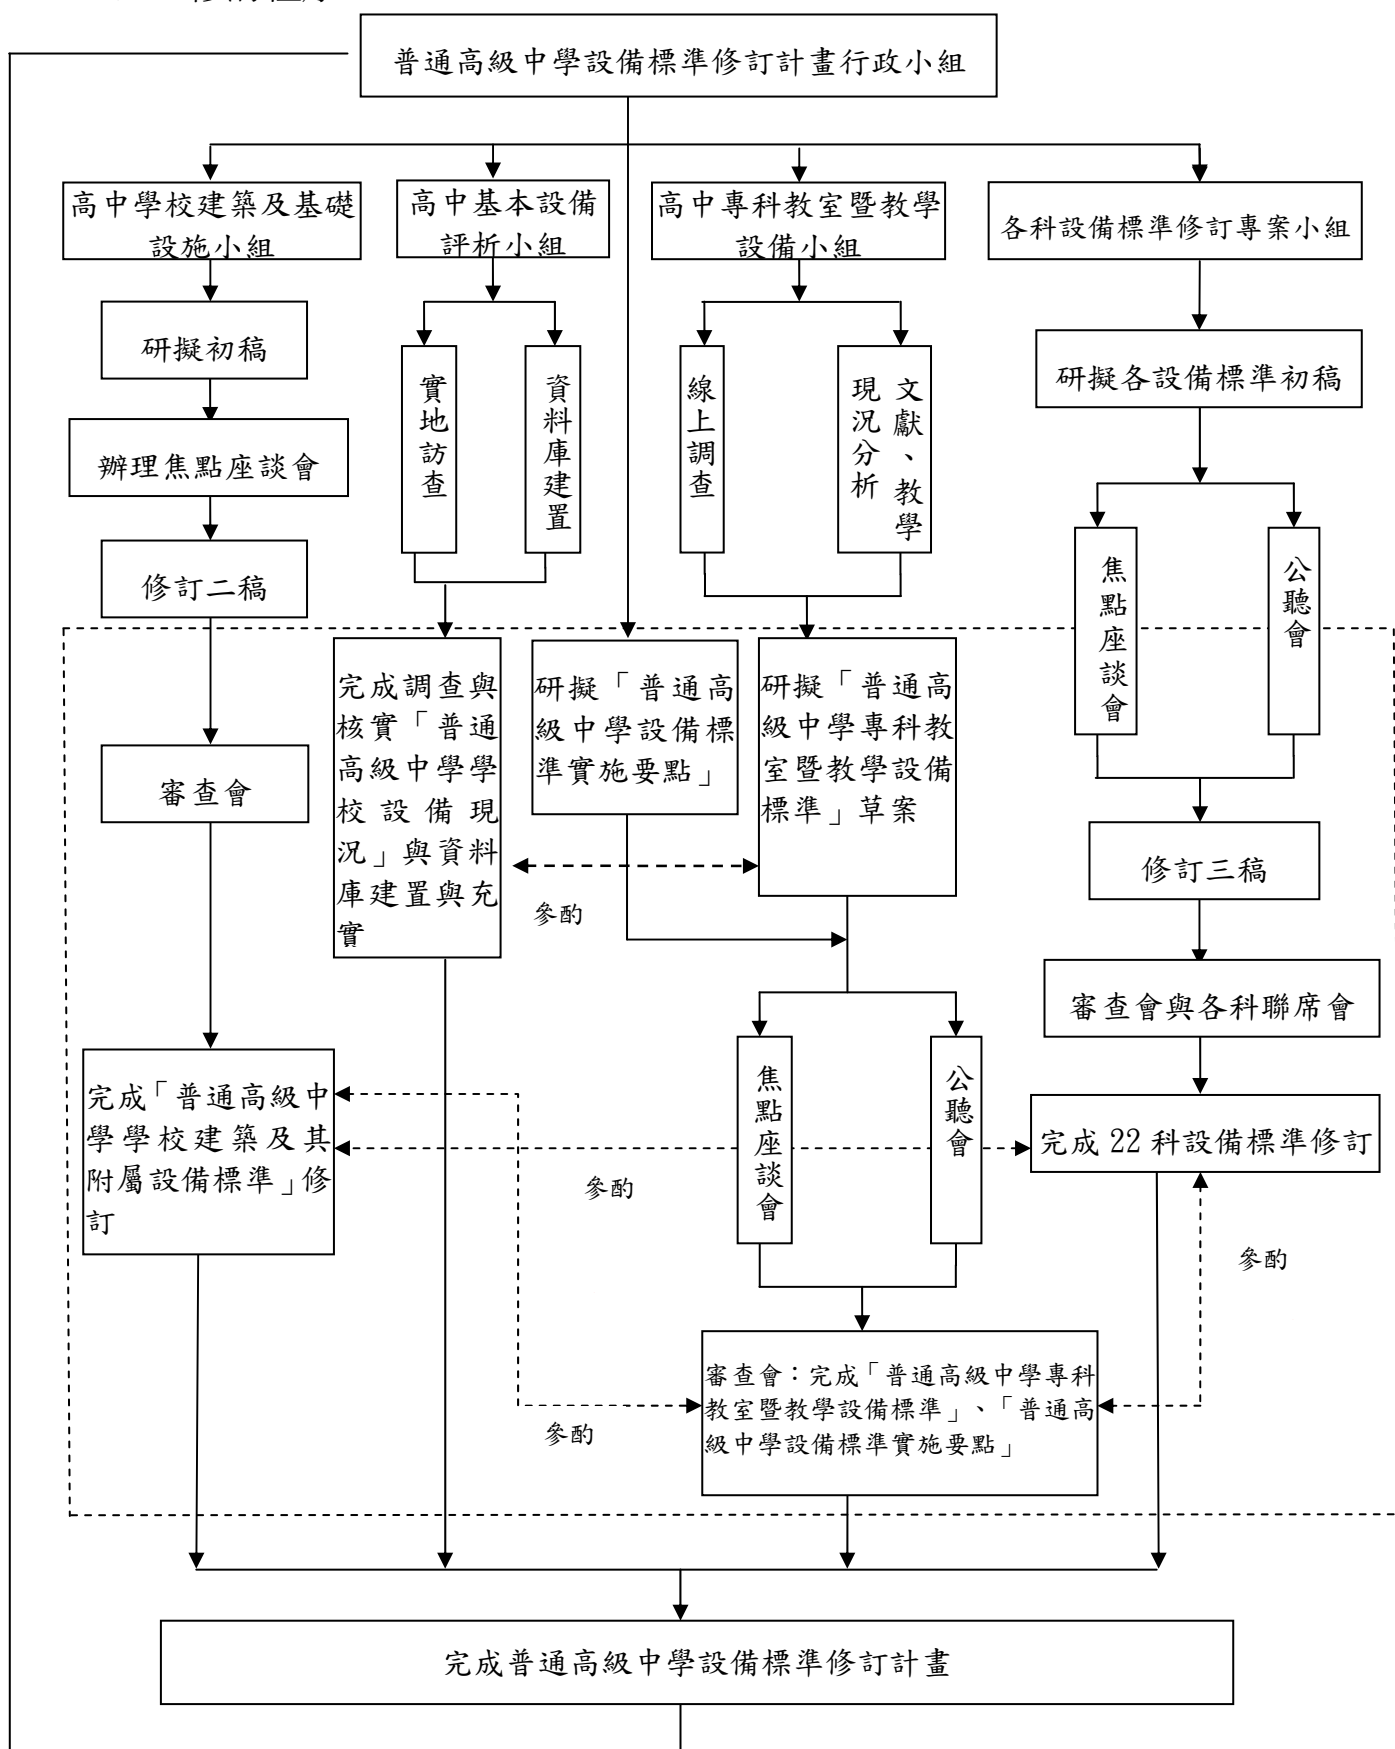 普通高級中學設備標準修訂計畫行政小組
高中學校建築及基礎
設施小組
高中基本設備
評析小組
高中專科教室暨教學
設備小組
各科設備標準修訂專案小組
研擬初稿
實地訪查
資料庫建置
線上調查
文獻、教學
現況分析
研擬各設備標準初稿
辦理焦點座談會
修訂二稿
焦點座談會
公聽會
完成調查與
核實「普通
高級中學學
校設備現
況」與資料
庫建置與充
實
研擬「普通高
級中學設備標
準實施要點」
研擬「普通高
級中學專科教
室暨教學設備
標準」草案
審查會
參酌
修訂三稿
審查會與各科聯席會
完成「普通高級中
學學校建築及其
附屬設備標準」修
訂
焦點座談會
公聽會
完成 22 科設備標準修訂
參酌
參酌
審查會：完成「普通高級中學專科
教室暨教學設備標準」、「普通高
級中學設備標準實施要點」
參酌
完成普通高級中學設備標準修訂計畫